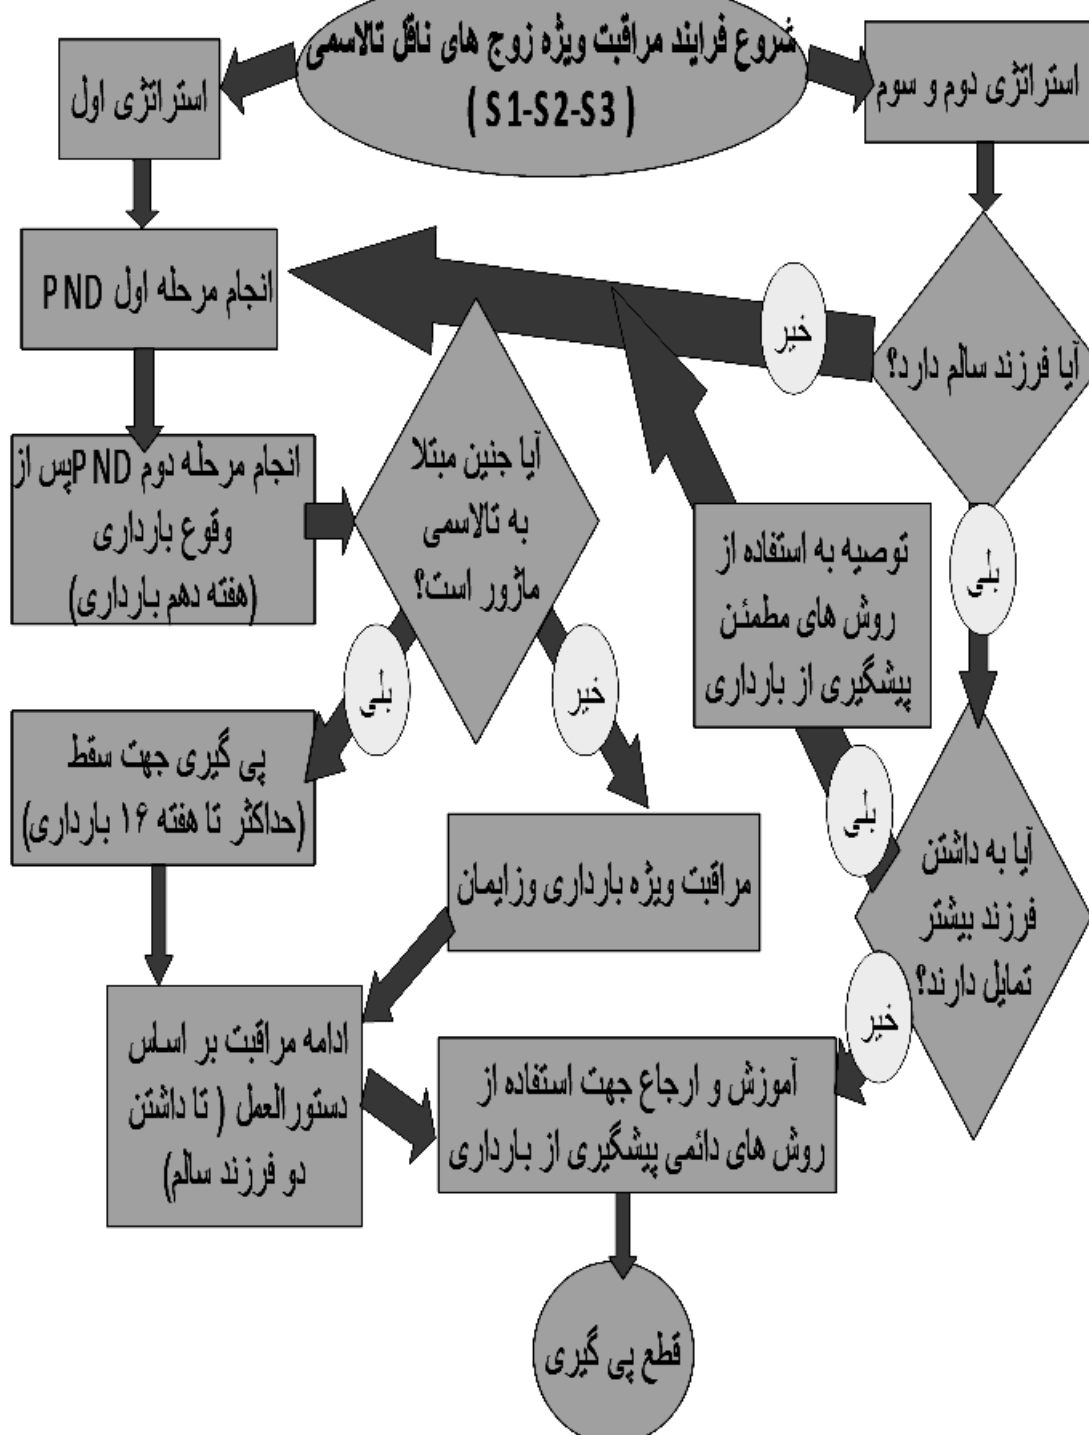 شروع فرایند مراقبت ویژه زوج های ناقل تالاسمی
( S1-S2-S3 )
استراتژی دوم و سوم
استراتژی اول
آیا فرزند سالم دارد؟
خیر
بلی
انجام مرحله اول PND
انجام مرحله دوم PNDپس از
وقوع بارداری
(هفته دهم بارداری)
آیا جنین مبتلا
به تالاسمی
ماژور است؟
بلی
خیر
توصیه به استفاده از
روش های مطمئن
پیشگیری از بارداری
بلی
آیا به داشتن
فرزند بیشتر
تمایل دارند؟
خیر
پی گیری جهت سقط
(حداکثر تا هفته ۱۶ بارداری)
مراقبت ویژه بارداری وزایمان
ادامه مراقبت بر اساس
دستورالعمل ( تا داشتن
دو فرزند سالم)
آموزش و ارجاع جهت استفاده از
روش های دائمی پیشگیری از بارداری
قطع پی گیری